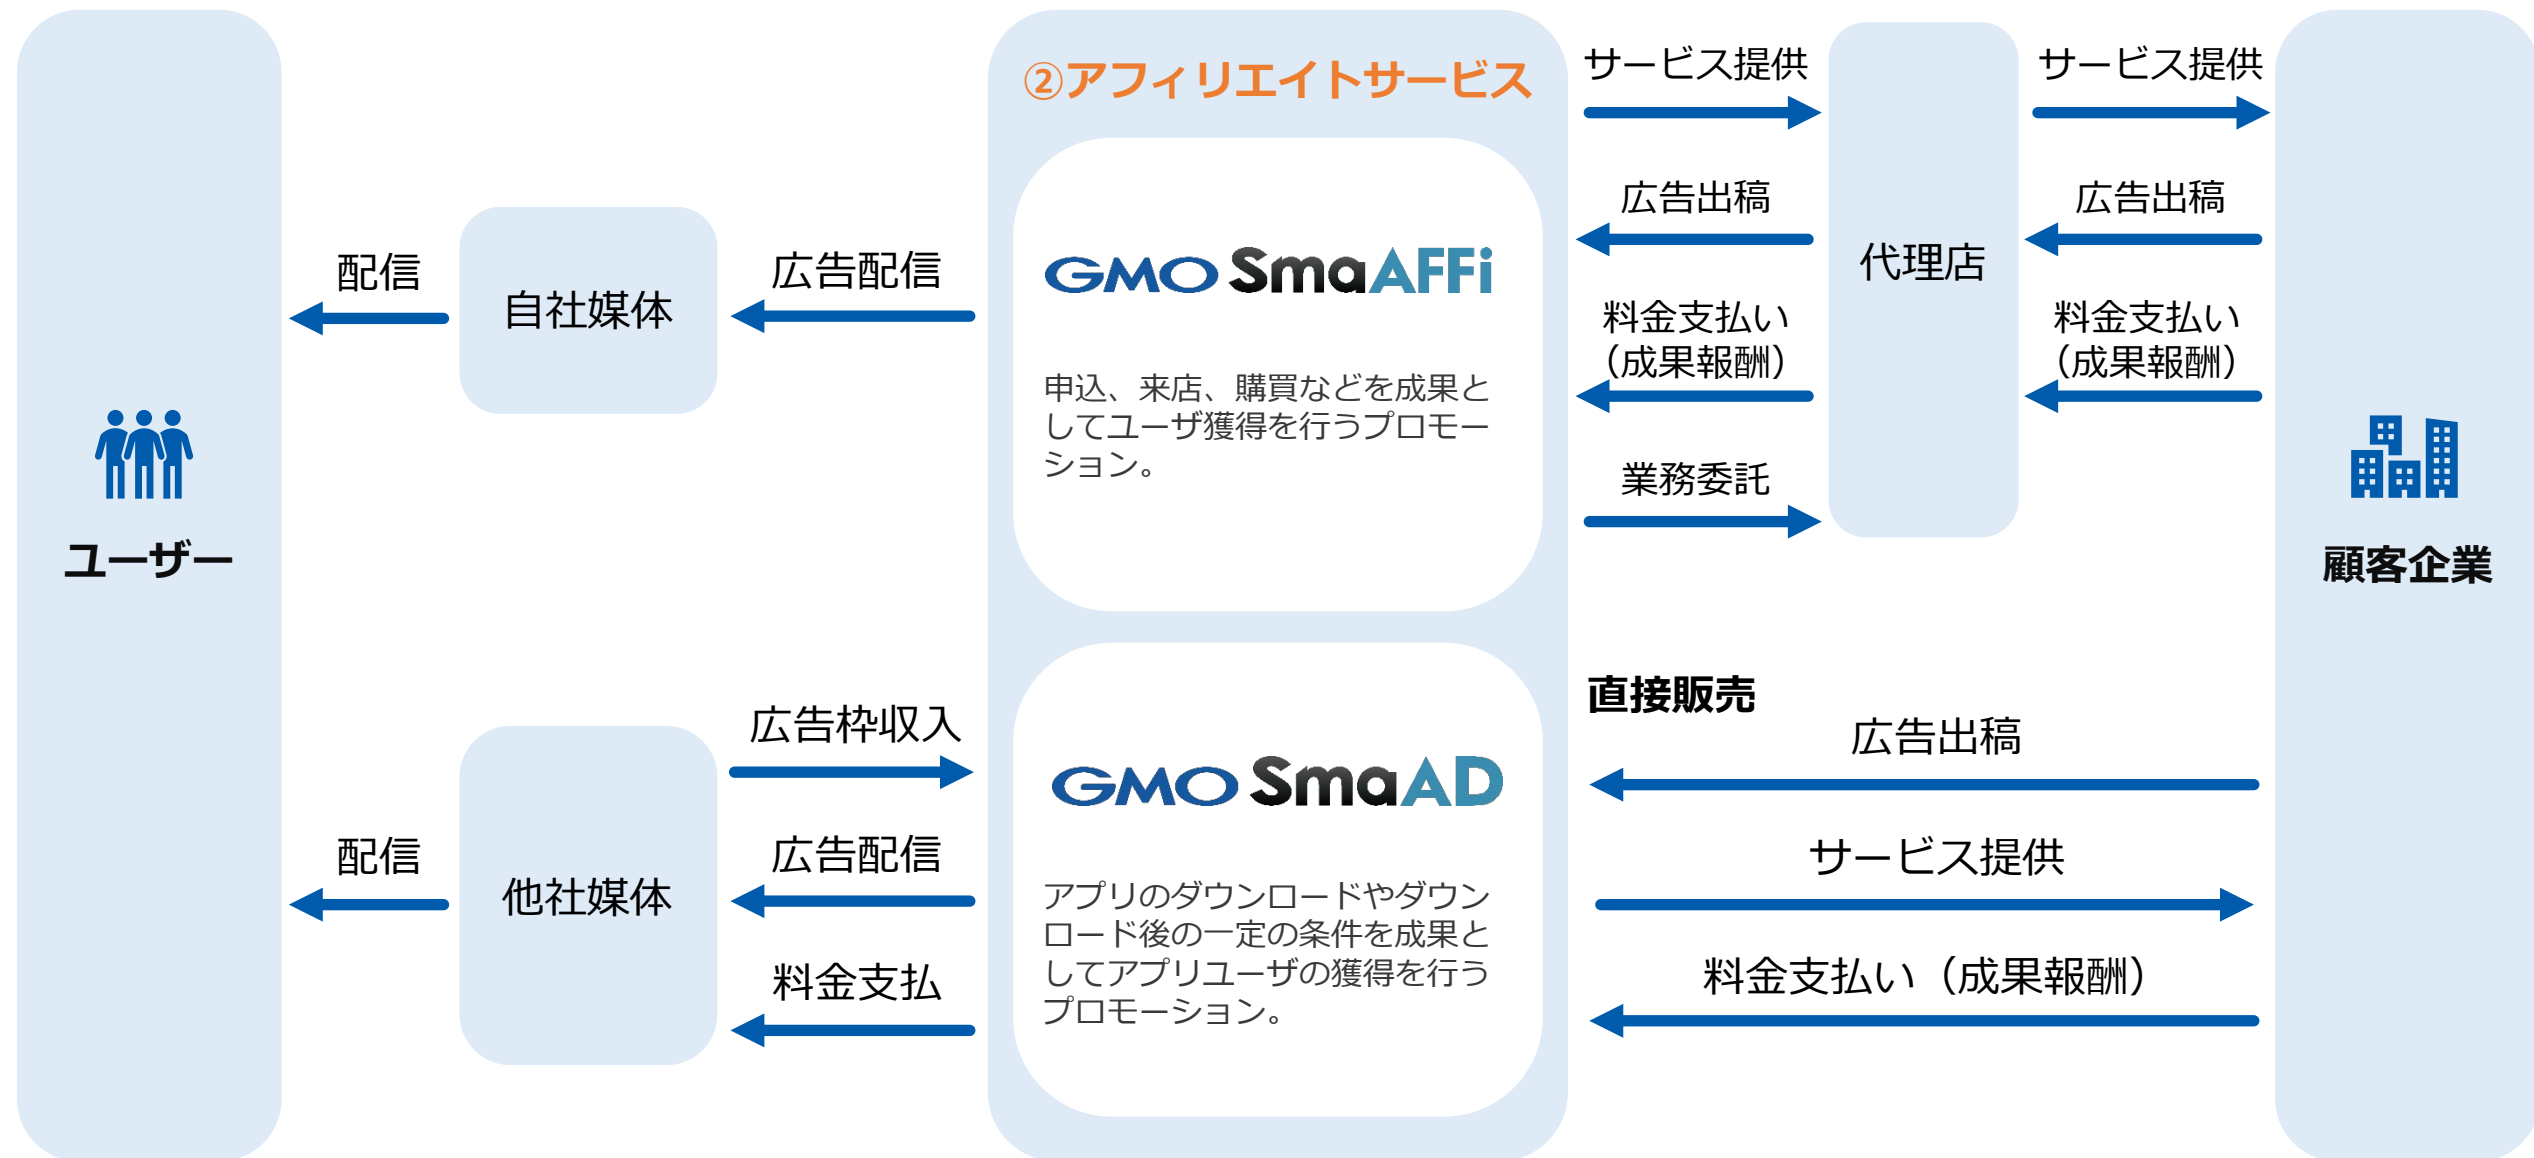 ②アフィリエイトサービス
サービス提供
サービス提供
広告出稿
広告出稿
代理店
料金支払い
（成果報酬）
料金支払い
（成果報酬）
業務委託
配信
自社媒体
広告配信
GMO SmaAFFi
申込、来店、購買などを成果と
してユーザ獲得を行うプロモー
ション。
ユーザー
顧客企業
直接販売
広告出稿
サービス提供
料金支払い（成果報酬）
広告枠収入
配信
他社媒体
広告配信
料金支払
GMO SmaAD
アプリのダウンロードやダウン
ロード後の一定の条件を成果と
してアプリユーザの獲得を行う
プロモーション。